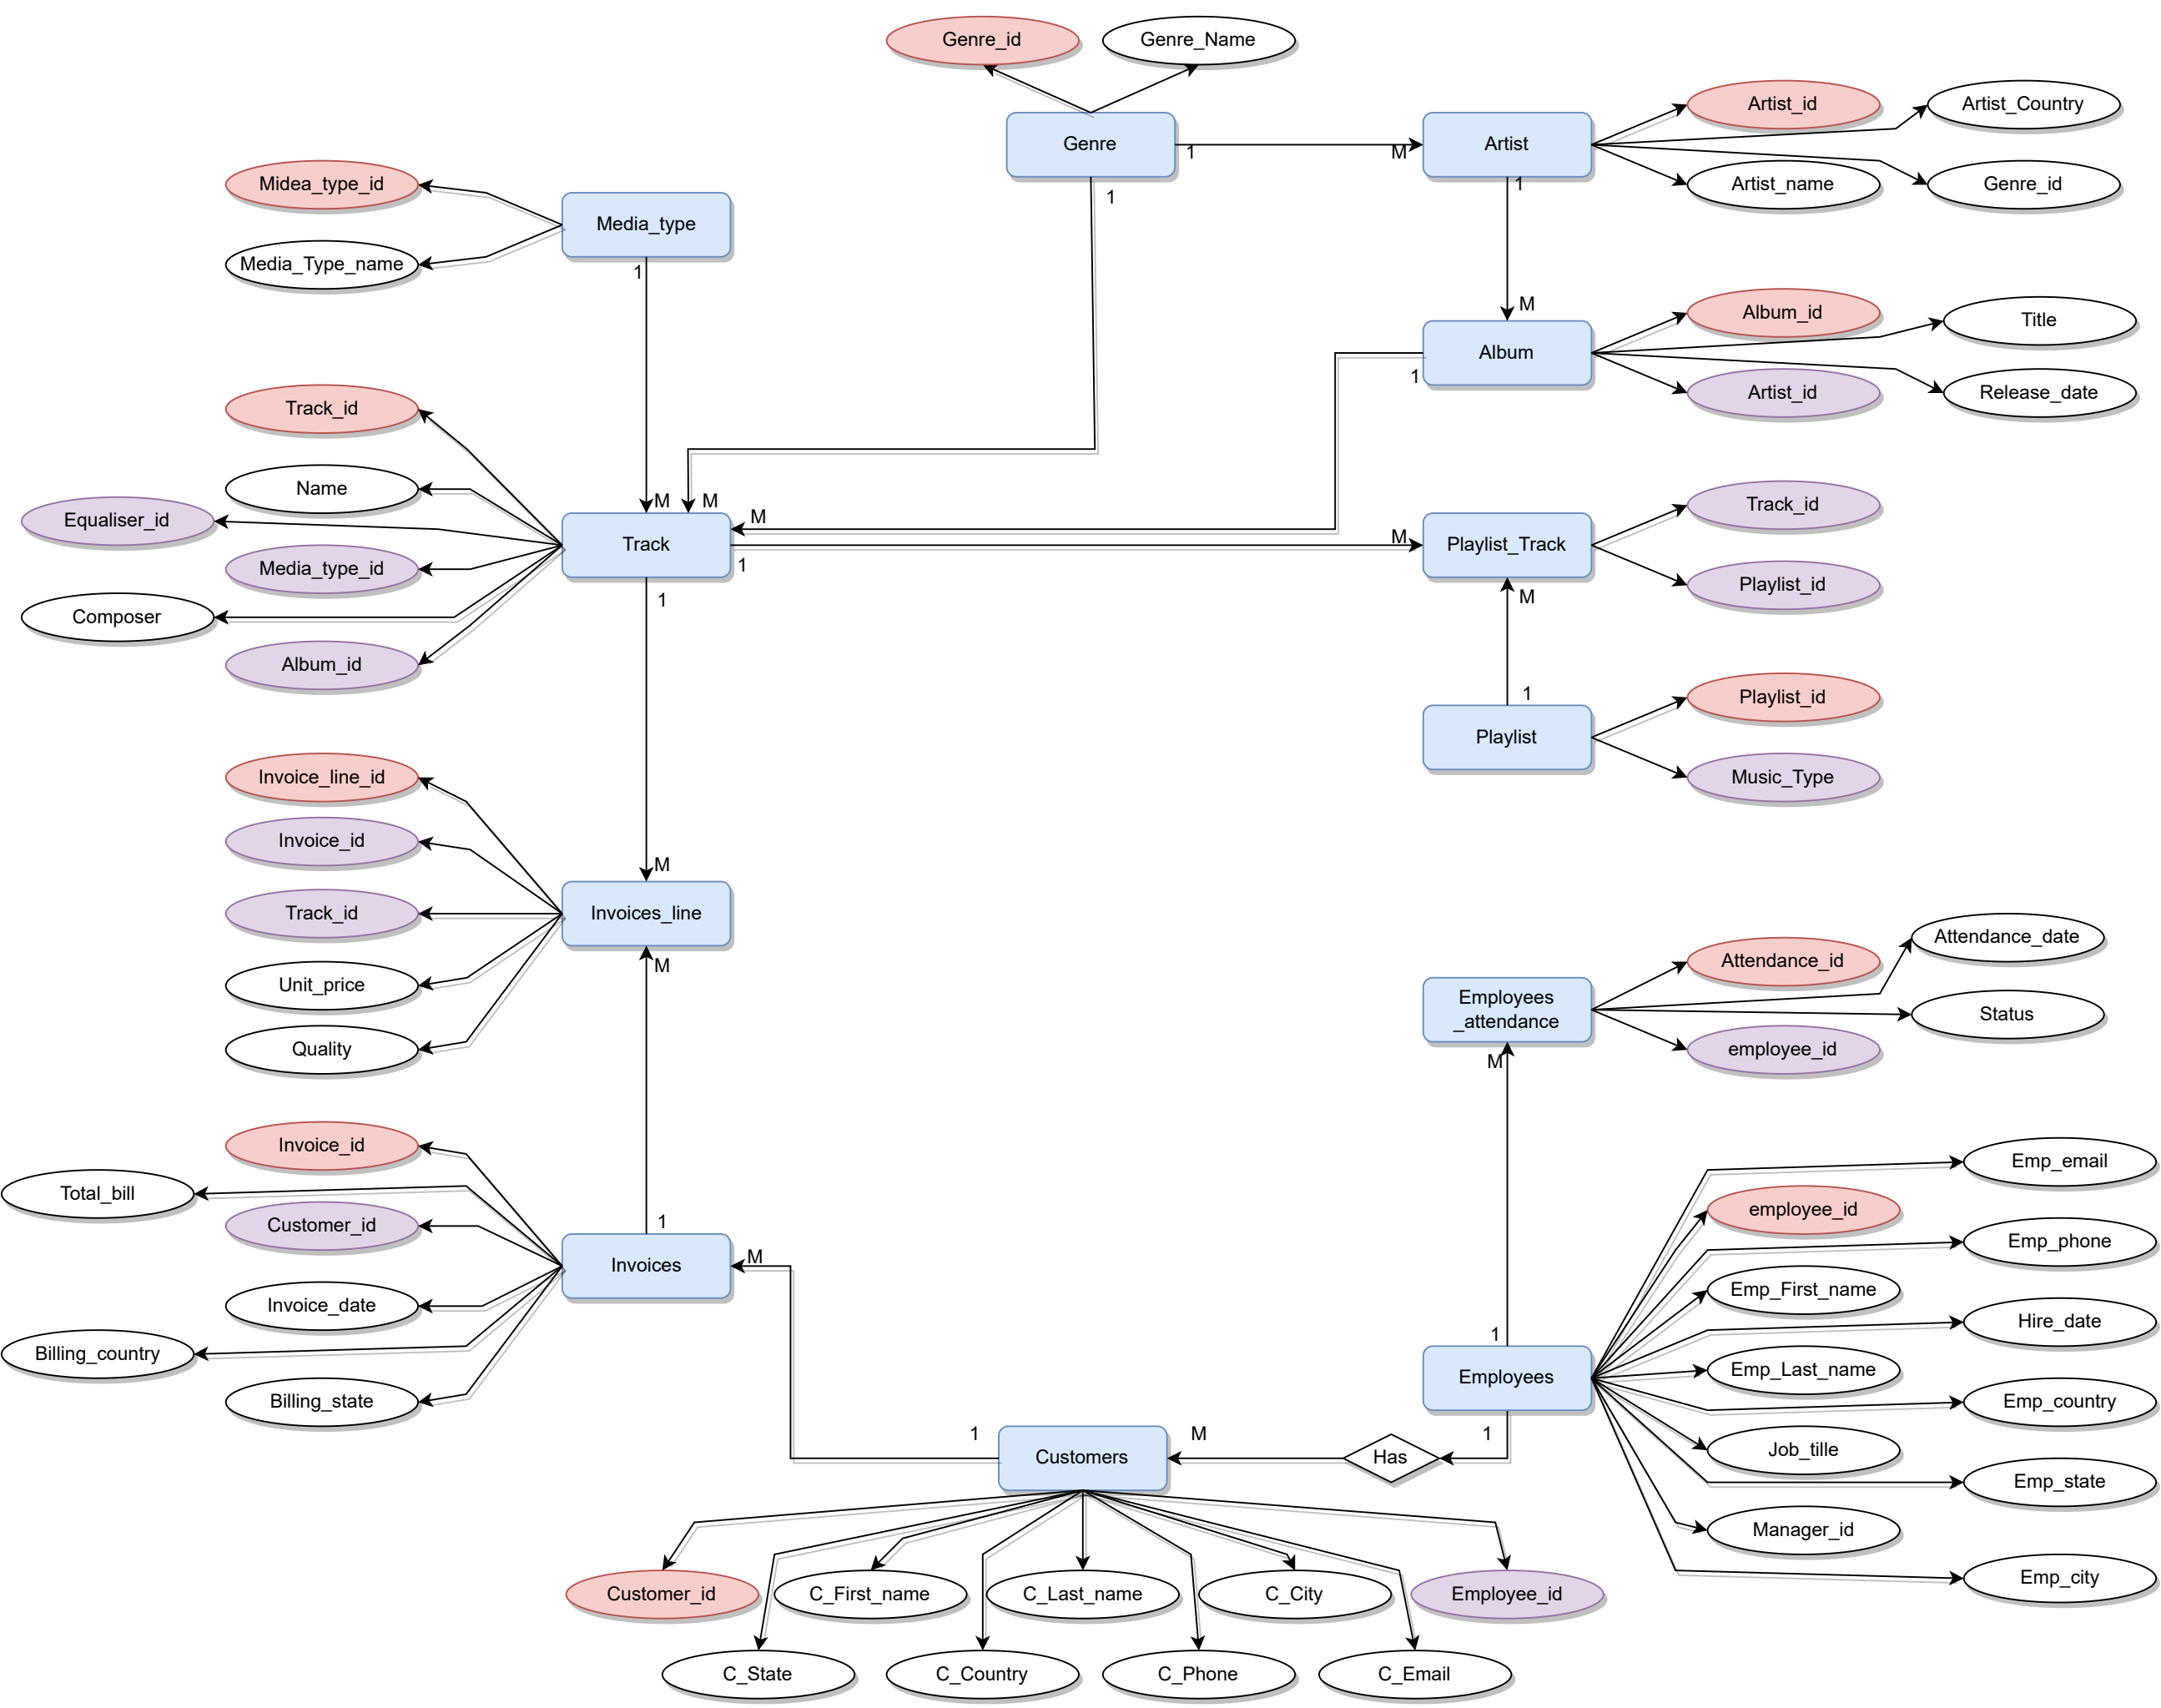 Genre_id
Genre_Name
Genre
1
M
Artist
1
Artist_id
Artist_Country
Artist_name
Genre_id
1
Midea_type_id
Media_Type_name
Media_type
1
M
Album
1
Album_id
Title
Artist_id
Release_date
Track_id
Name
Equaliser_id
Media_type_id
Composer
Album_id
M
M
M
Track
1
1
M
Playlist_Track
M
Track_id
Playlist_id
1
Playlist
Playlist_id
Music_Type
Invoice_line_id
Invoice_id
Track_id
Unit_price
Quality
M
Invoices_line
M
Employees
_attendance
M
Attendance_id
Attendance_date
Status
employee_id
Invoice_id
Total_bill
Customer_id
Invoice_date
Billing_country
Billing_state
1
Invoices
M
1
Employees
1
Emp_email
employee_id
Emp_phone
Emp_First_name
Hire_date
Emp_Last_name
Emp_country
Job_tille
Emp_state
Manager_id
Emp_city
1
Customers
M
Has
Customer_id
C_First_name
C_Last_name
C_City
Employee_id
C_State
C_Country
C_Phone
C_Email